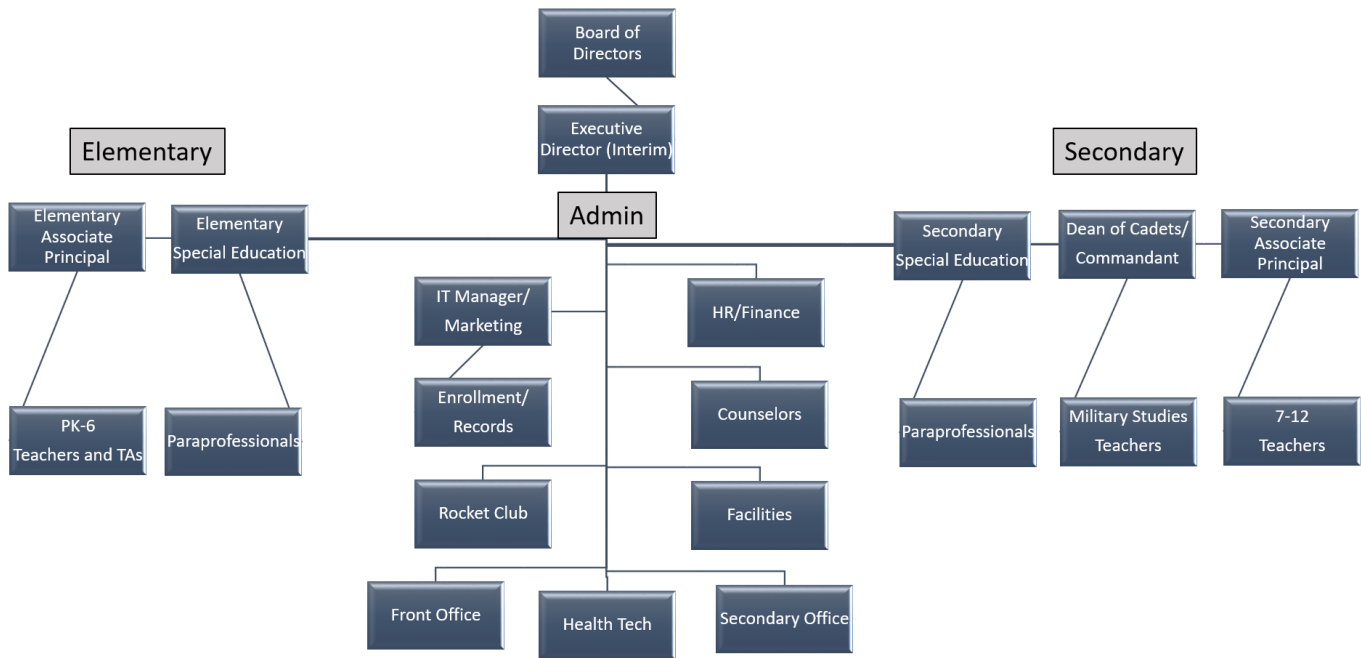 Board of
Directors
Executive
Director (Interim)
Elementary
Secondary
Admin
Elementary
Associate
Principal
Elementary
Special Education
Secondary
Special Education
Dean of Cadets/
Commandant
Secondary
Associate
Principal
IT Manager/
Marketing
HR/Finance
Enrollment/
Records
Counselors
PK-6
Teachers and TAs
Paraprofessionals
Paraprofessionals
Military Studies
Teachers
7-12
Teachers
Rocket Club
Facilities
Front Office
Health Tech
Secondary Office